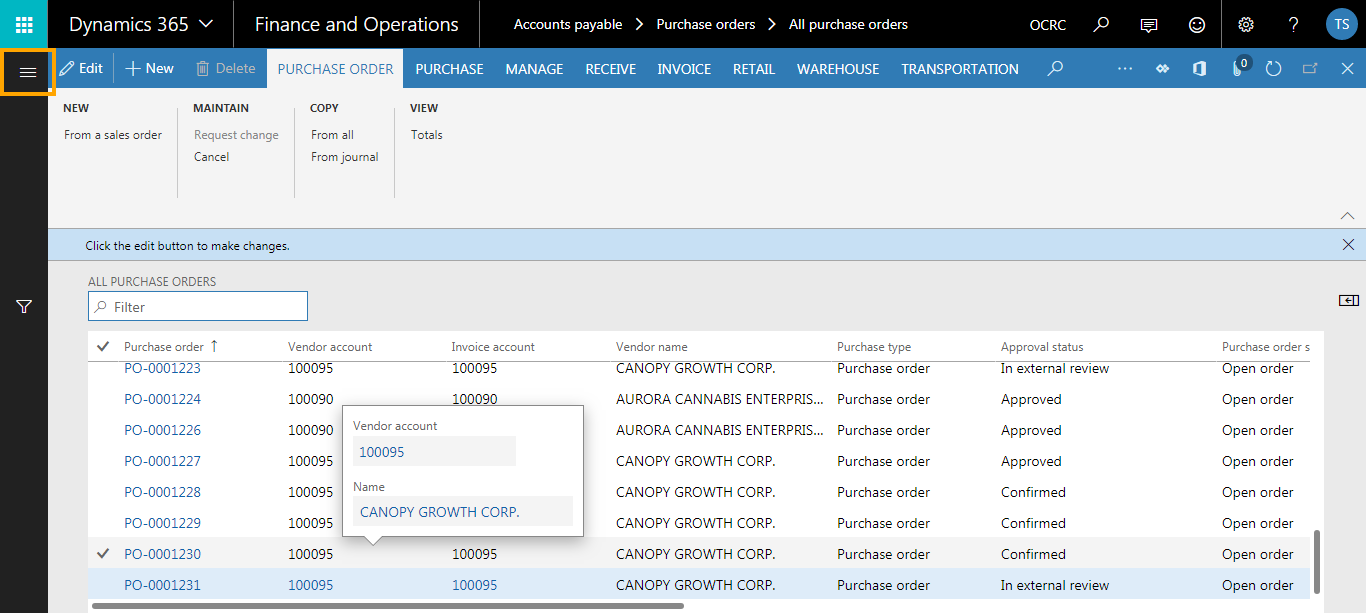 Dynamics 365
Finance and Operations
Accounts payable > Purchase orders > All purchase orders
OCRC
?
TS
Edit
New
Delete
PURCHASE ORDER
PURCHASE
MANAGE
RECEIVE
INVOICE
RETAIL
WAREHOUSE
TRANSPORTATION
...
0
NEW
From a sales order
MAINTAIN
Request change
Cancel
COPY
From all
From journal
VIEW
Totals
Click the edit button to make changes.
ALL PURCHASE ORDERS
Filter
Purchase order ↑ Vendor account Invoice account Vendor name Purchase type Approval status Purchase order s
PO-0001223 100095 100095 CANOPY GROWTH CORP. Purchase order In external review Open order
PO-0001224 100090 100090 AURORA CANNABIS ENTERPRIS... Purchase order Approved Open order
PO-0001226 100090 AURORA CANNABIS ENTERPRIS... Purchase order Approved Open order
PO-0001227 100095 CANOPY GROWTH CORP. Purchase order Approved Open order
PO-0001228 100095 CANOPY GROWTH CORP. Purchase order Confirmed Open order
PO-0001229 100095 CANOPY GROWTH CORP. Purchase order Confirmed Open order
PO-0001230 100095 100095 CANOPY GROWTH CORP. Purchase order Confirmed Open order
PO-0001231 100095 100095 CANOPY GROWTH CORP. Purchase order In external review Open order
Vendor account
100095
Name
CANOPY GROWTH CORP.